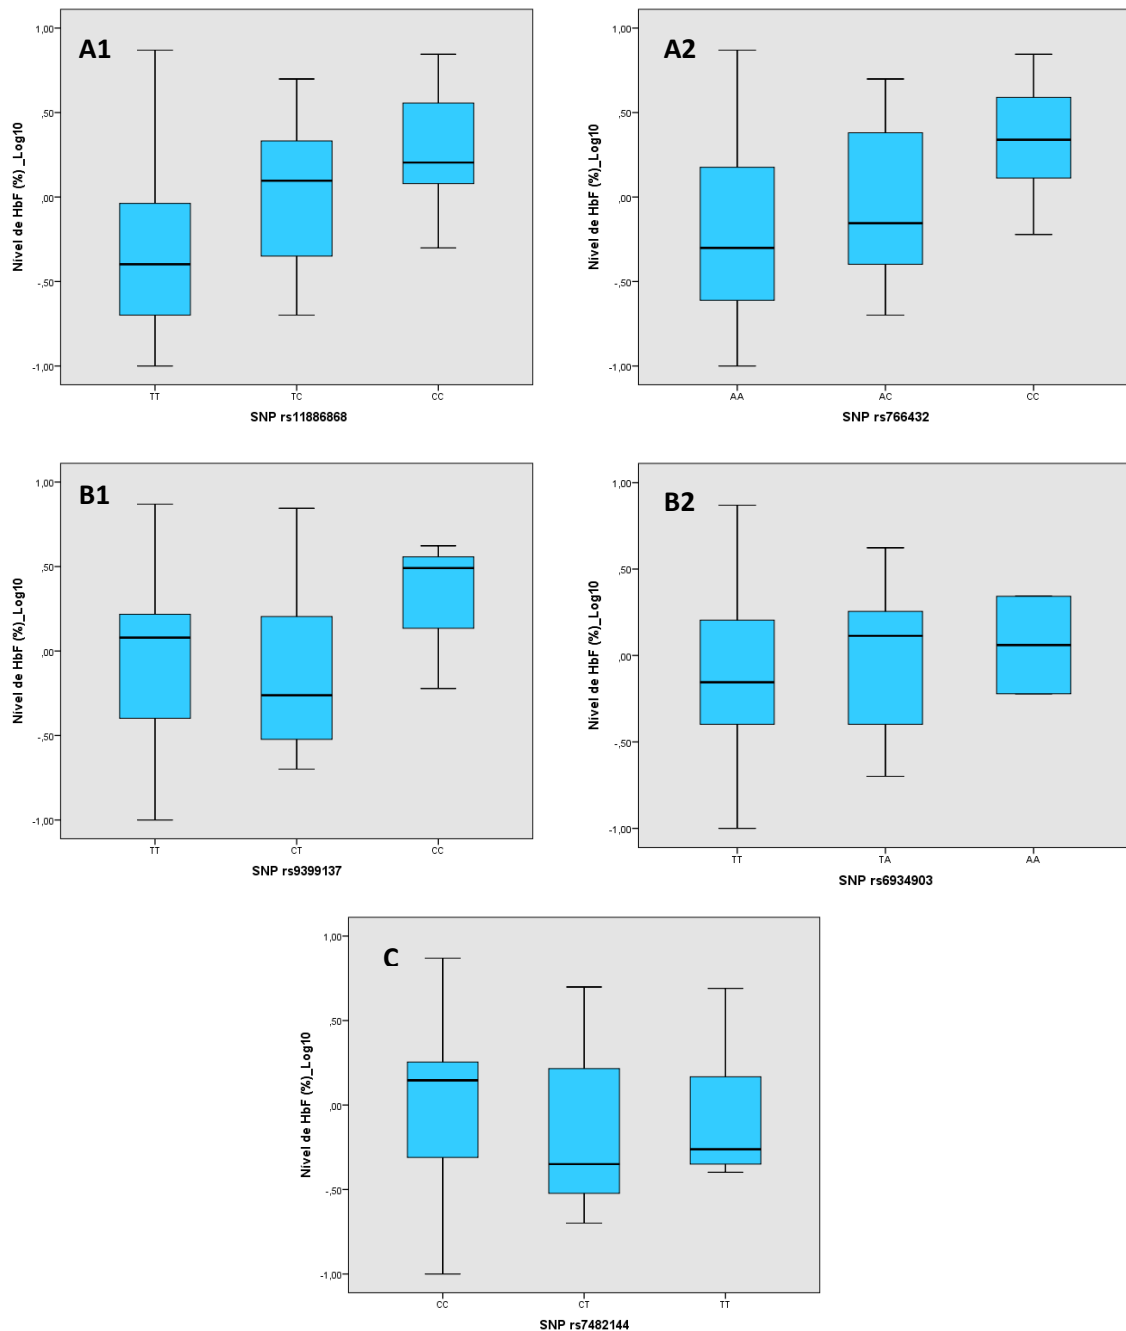 A1
1,00
,50
,00
-,50
-1,00
Nivel de HbF (%) _Log10
TT TC CC
SNP rs11886868
A2
1,00
,50
,00
-,50
-1,00
Nivel de HbF (%)_Log10
AA AC CC
SNP rs766432
B1
1,00
,50
,00
-,50
-1,00
Nivel de HbF (%)_Log10
TT CT CC
SNP rs9399137
B2
1,00
,50
,00
-,50
-1,00
Nivel de HbF (%)_Log10
TT TA AA
SNP rs6934903
C
1,00
,50
,00
-,50
-1,00
Nivel de HbF (%)_Log10
CC CT TT
SNP rs7482144